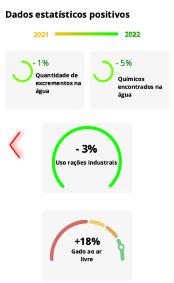 Dados estatísticos positivos
2021 2022
- 1%
Quantidade de excrementos na água
- 5%
Químicos encontrados na água
- 3%
Uso rações industrais
+18%
Gado ao ar livre